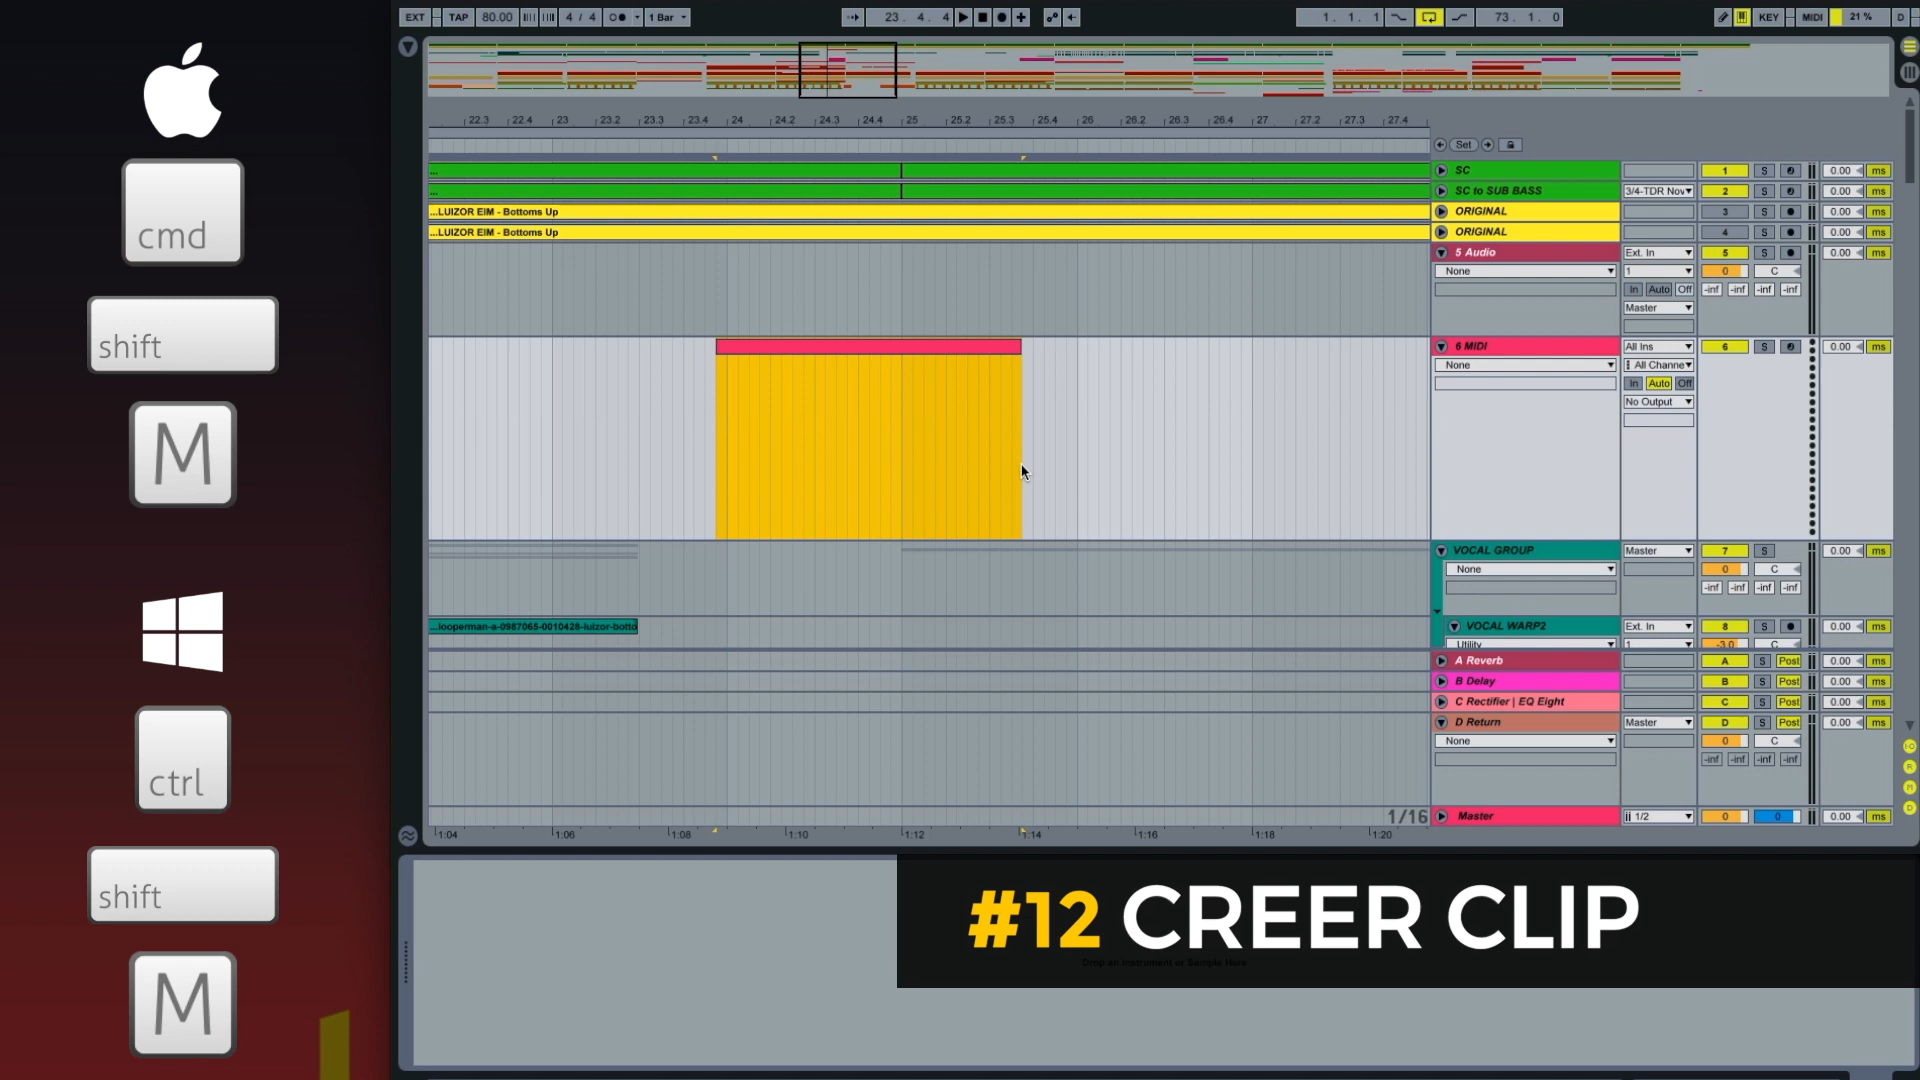 EXT TAP 80.00 4 / 4 1 Bar 23 . 4 . 4 1 . 1 . 1 73 . 1 . 0 KEY MIDI 21 % D
22.3 22.4 23 23.2 23.3 23.4 24 24.2 24.3 24.4 25 25.2 25.3 25.4 26 26.2 26.3 26.4 27 27.2 27.3 27.4
Set
... SC 1 S 0.00 ms
... SC to SUB BASS 3/4-TDR Nov 2 S 0.00 ms
...LUIZOR EIM - Bottoms Up ORIGINAL 3 S 0.00 ms
...LUIZOR EIM - Bottoms Up ORIGINAL 4 S 0.00 ms
5 Audio Ext. In 5 S 0.00 ms
None 1 0 C
In Auto Off -inf -inf -inf -inf
Master
6 MIDI All Ins 6 S 0.00 ms
None All Channe
In Auto Off
No Output
VOCAL GROUP Master 7 S 0.00 ms
None 0 C
-inf -inf -inf -inf
...looperman-a-0987065-0010428-luizor-botto VOCAL WARP2 Ext. In 8 S 0.00 ms
Utility 1 -3.0 C
A Reverb A S Post 0.00 ms
B Delay B S Post 0.00 ms
C Rectifier | EQ Eight C S Post 0.00 ms
D Return Master D S Post 0.00 ms
None 0 C
-inf -inf -inf -inf
1/16 Master 1/2 0 0 0.00 ms
1:04 1:06 1:08 1:10 1:12 1:14 1:16 1:18 1:20
cmd
shift
M
ctrl
shift
M
#12 CREER CLIP
Drop an Instrument or Sample Here